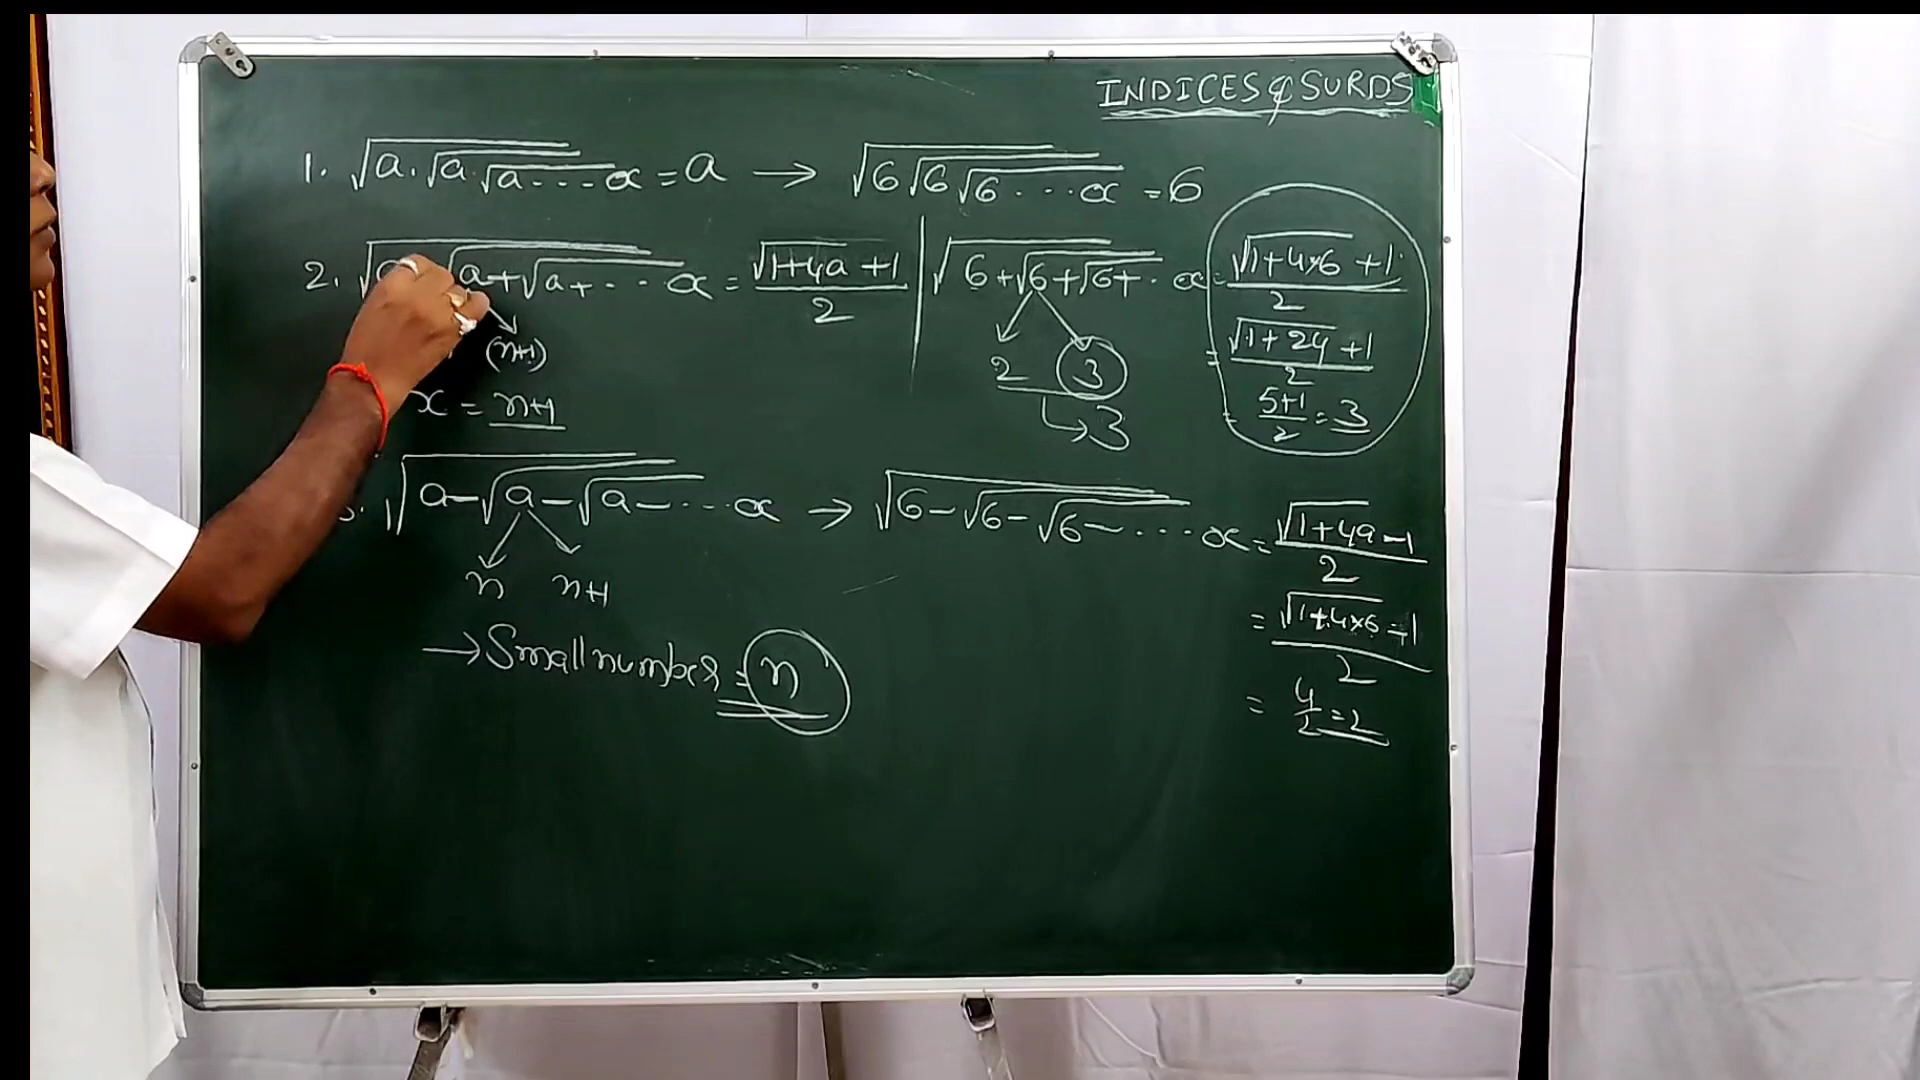 INDICES & SURDS
1. √a.√a.√a...∝ = a → √6√6√6...∝ = 6
2. √a+√a+√a+...∝ = (√1+4a +1)/2 | √6+√6+√6+..∝ = (√1+4×6 +1)/2
(n+1) 2 3 = (√1+24 +1)/2
x = n+1 ↳3 = (5+1)/2 = 3
√a-√a-√a-...∝ → √6-√6-√6-...∝ = (√1+4a -1)/2
n n+1 = (√1+4×6 -1)/2
→ Small number = n = 4/2 = 2